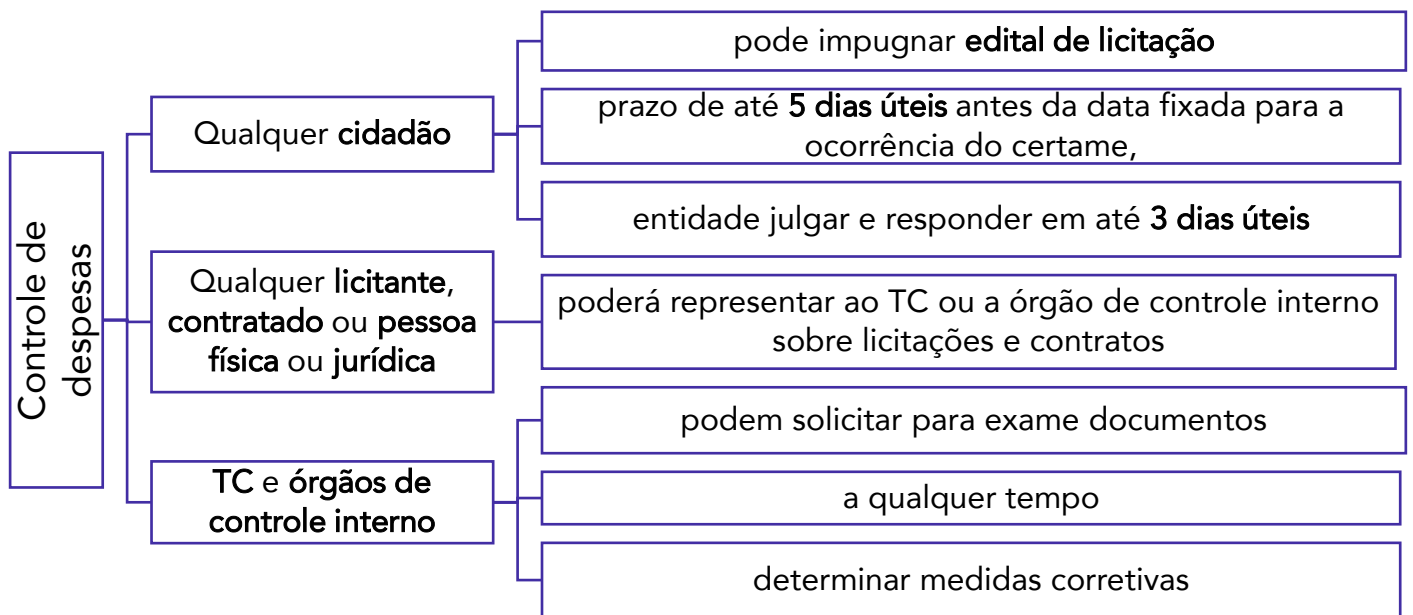 Controle de
despesas
Qualquer cidadão
pode impugnar edital de licitação
prazo de até 5 dias úteis antes da data fixada para a
ocorrência do certame,
entidade julgar e responder em até 3 dias úteis
Qualquer licitante,
contratado ou pessoa
física ou jurídica
poderá representar ao TC ou a órgão de controle interno
sobre licitações e contratos
TC e órgãos de
controle interno
podem solicitar para exame documentos
a qualquer tempo
determinar medidas corretivas